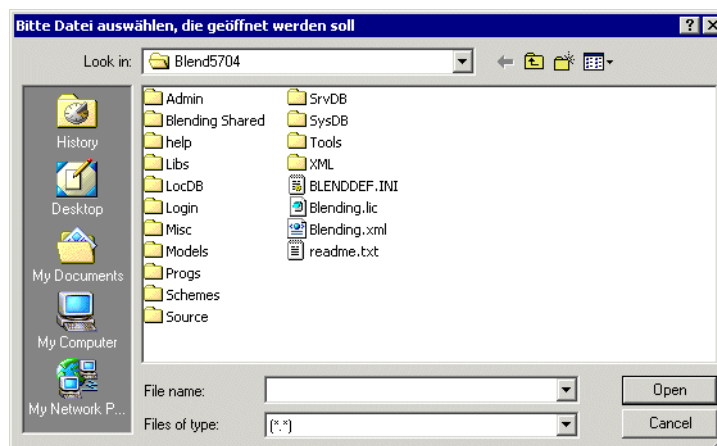 Bitte Datei auswählen, die geöffnet werden soll
Look in: Blend5704
History
Desktop
My Documents
My Computer
My Network P...
Admin
Blending Shared
help
Libs
LocDB
Login
Misc
Models
Progs
Schemes
Source
SrvDB
SysDB
Tools
XML
BLENDDEF.INI
Blending.lic
Blending.xml
readme.txt
File name:
Open
Files of type: (*.*)
Cancel